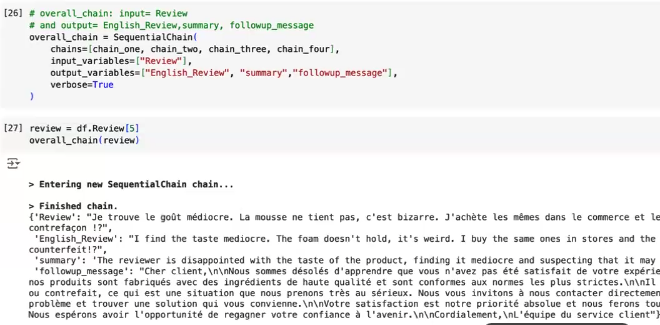 [26] # overall_chain: input= Review
# and output= English_Review,summary, followup_message
overall_chain = SequentialChain(
chains=[chain_one, chain_two, chain_three, chain_four],
input_variables=["Review"],
output_variables=["English_Review", "summary","followup_message"],
verbose=True
)
[27] review = df.Review[5]
overall_chain(review)
> Entering new SequentialChain chain...
> Finished chain.
{'Review': "Je trouve le goût médiocre. La mousse ne tient pas, c'est bizarre. J'achète les mêmes dans le commerce et le
contrefaçon !?",
'English_Review': "I find the taste mediocre. The foam doesn't hold, it's weird. I buy the same ones in stores and the
counterfeit!?",
'summary': 'The reviewer is disappointed with the taste of the product, finding it mediocre and suspecting that it may
'followup_message': "Cher client,\n\nNous sommes désolés d'apprendre que vous n'avez pas été satisfait de votre expérie
nos produits sont fabriqués avec des ingrédients de haute qualité et sont conformes aux normes les plus strictes.\n\nIl
ou contrefait, ce qui est une situation que nous prenons très au sérieux. Nous vous invitons à nous contacter directemen
problème et trouver une solution qui vous convienne.\n\nVotre satisfaction est notre priorité absolue et nous ferons tou
Nous espérons avoir l'opportunité de regagner votre confiance à l'avenir.\n\nCordialement,\nL'équipe du service client"}